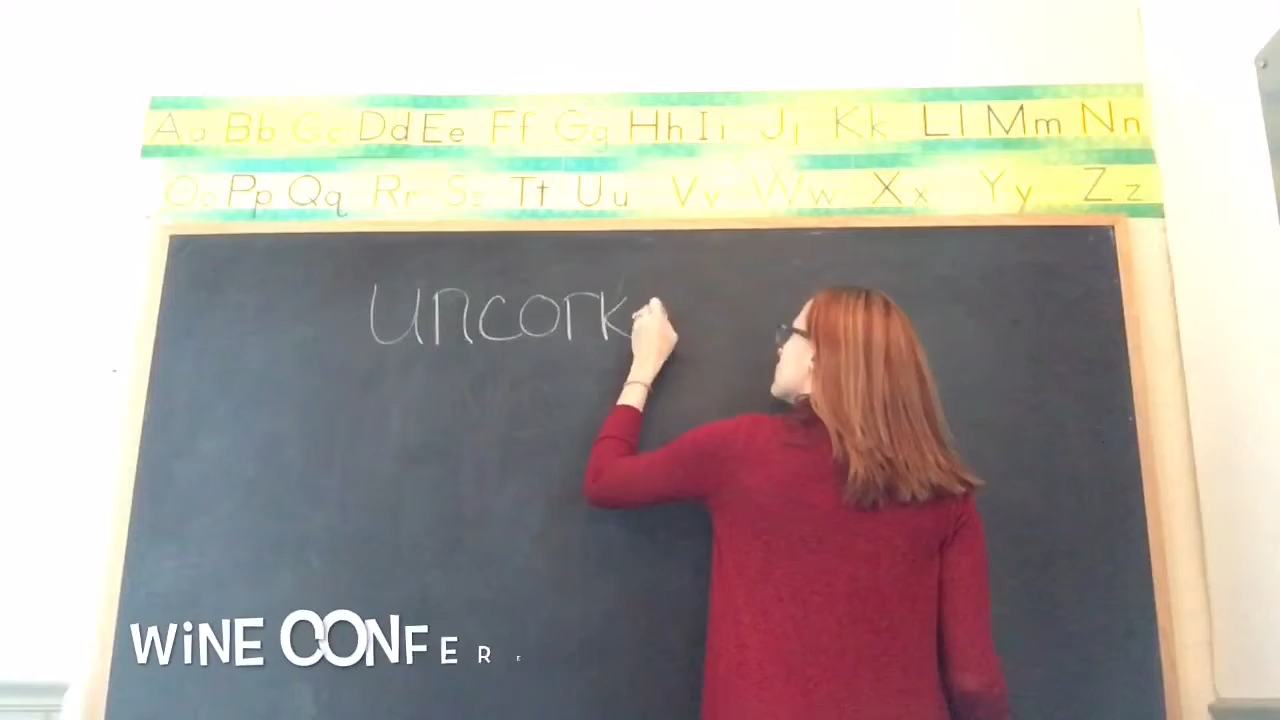 Aa Bb Cc Dd Ee Ff Gg Hh Ii Jj Kk Ll Mm Nn
Oo Pp Qq Rr Ss Tt Uu Vv Ww Xx Yy Zz
uncork
WiNE CONFERE